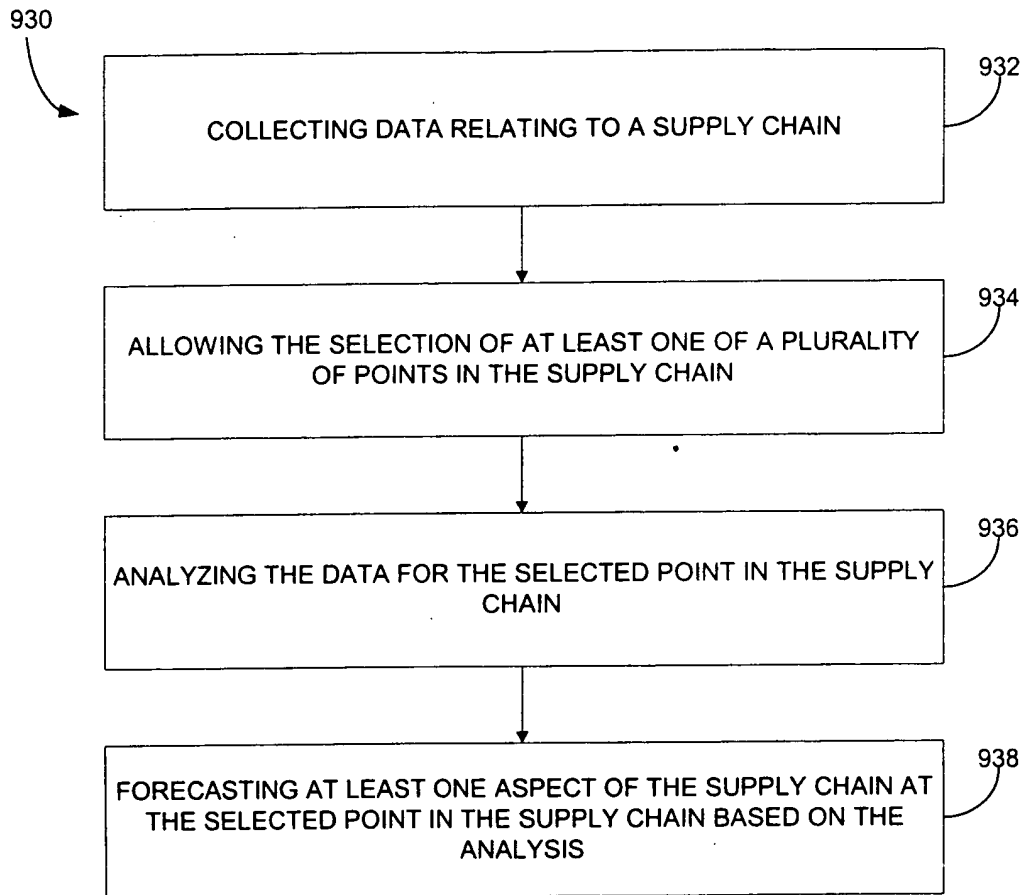 930
932
COLLECTING DATA RELATING TO A SUPPLY CHAIN
934
ALLOWING THE SELECTION OF AT LEAST ONE OF A PLURALITY
OF POINTS IN THE SUPPLY CHAIN
936
ANALYZING THE DATA FOR THE SELECTED POINT IN THE SUPPLY
CHAIN
938
FORECASTING AT LEAST ONE ASPECT OF THE SUPPLY CHAIN AT
THE SELECTED POINT IN THE SUPPLY CHAIN BASED ON THE
ANALYSIS